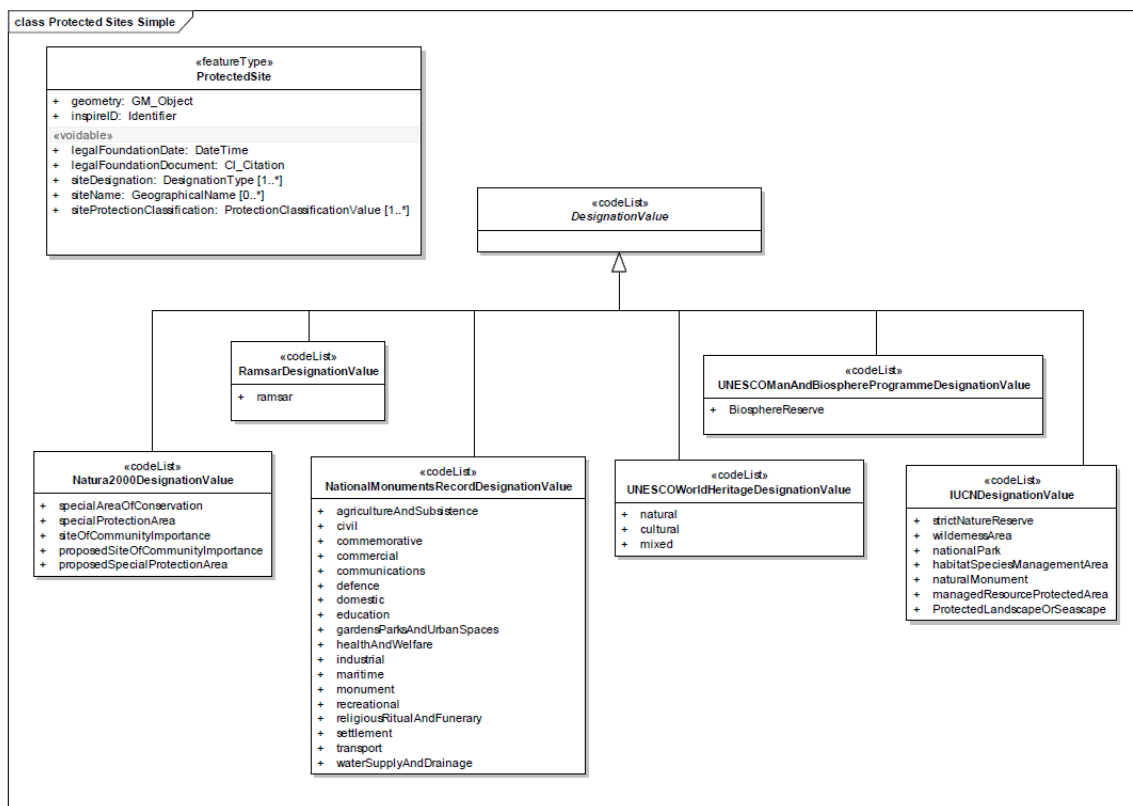 class Protected Sites Simple
«featureType»
ProtectedSite
+ geometry: GM_Object
+ inspireID: Identifier
«voidable»
+ legalFoundationDate: DateTime
+ legalFoundationDocument: CI_Citation
+ siteDesignation: DesignationType [1..*]
+ siteName: GeographicalName [0..*]
+ siteProtectionClassification: ProtectionClassificationValue [1..*]
«codeList»
DesignationValue
«codeList»
RamsarDesignationValue
+ ramsar
«codeList»
UNESCOManAndBiosphereProgrammeDesignationValue
+ BiosphereReserve
«codeList»
Natura2000DesignationValue
+ specialAreaOfConservation
+ specialProtectionArea
+ siteOfCommunityImportance
+ proposedSiteOfCommunityImportance
+ proposedSpecialProtectionArea
«codeList»
NationalMonumentsRecordDesignationValue
+ agricultureAndSubsistence
+ civil
+ commemorative
+ commercial
+ communications
+ defence
+ domestic
+ education
+ gardensParksAndUrbanSpaces
+ healthAndWelfare
+ industrial
+ maritime
+ monument
+ recreational
+ religiousRitualAndFunerary
+ settlement
+ transport
+ waterSupplyAndDrainage
«codeList»
UNESCOWorldHeritageDesignationValue
+ natural
+ cultural
+ mixed
«codeList»
IUCNDesignationValue
+ strictNatureReserve
+ wildernessArea
+ nationalPark
+ habitatSpeciesManagementArea
+ naturalMonument
+ managedResourceProtectedArea
+ ProtectedLandscapeOrSeascape